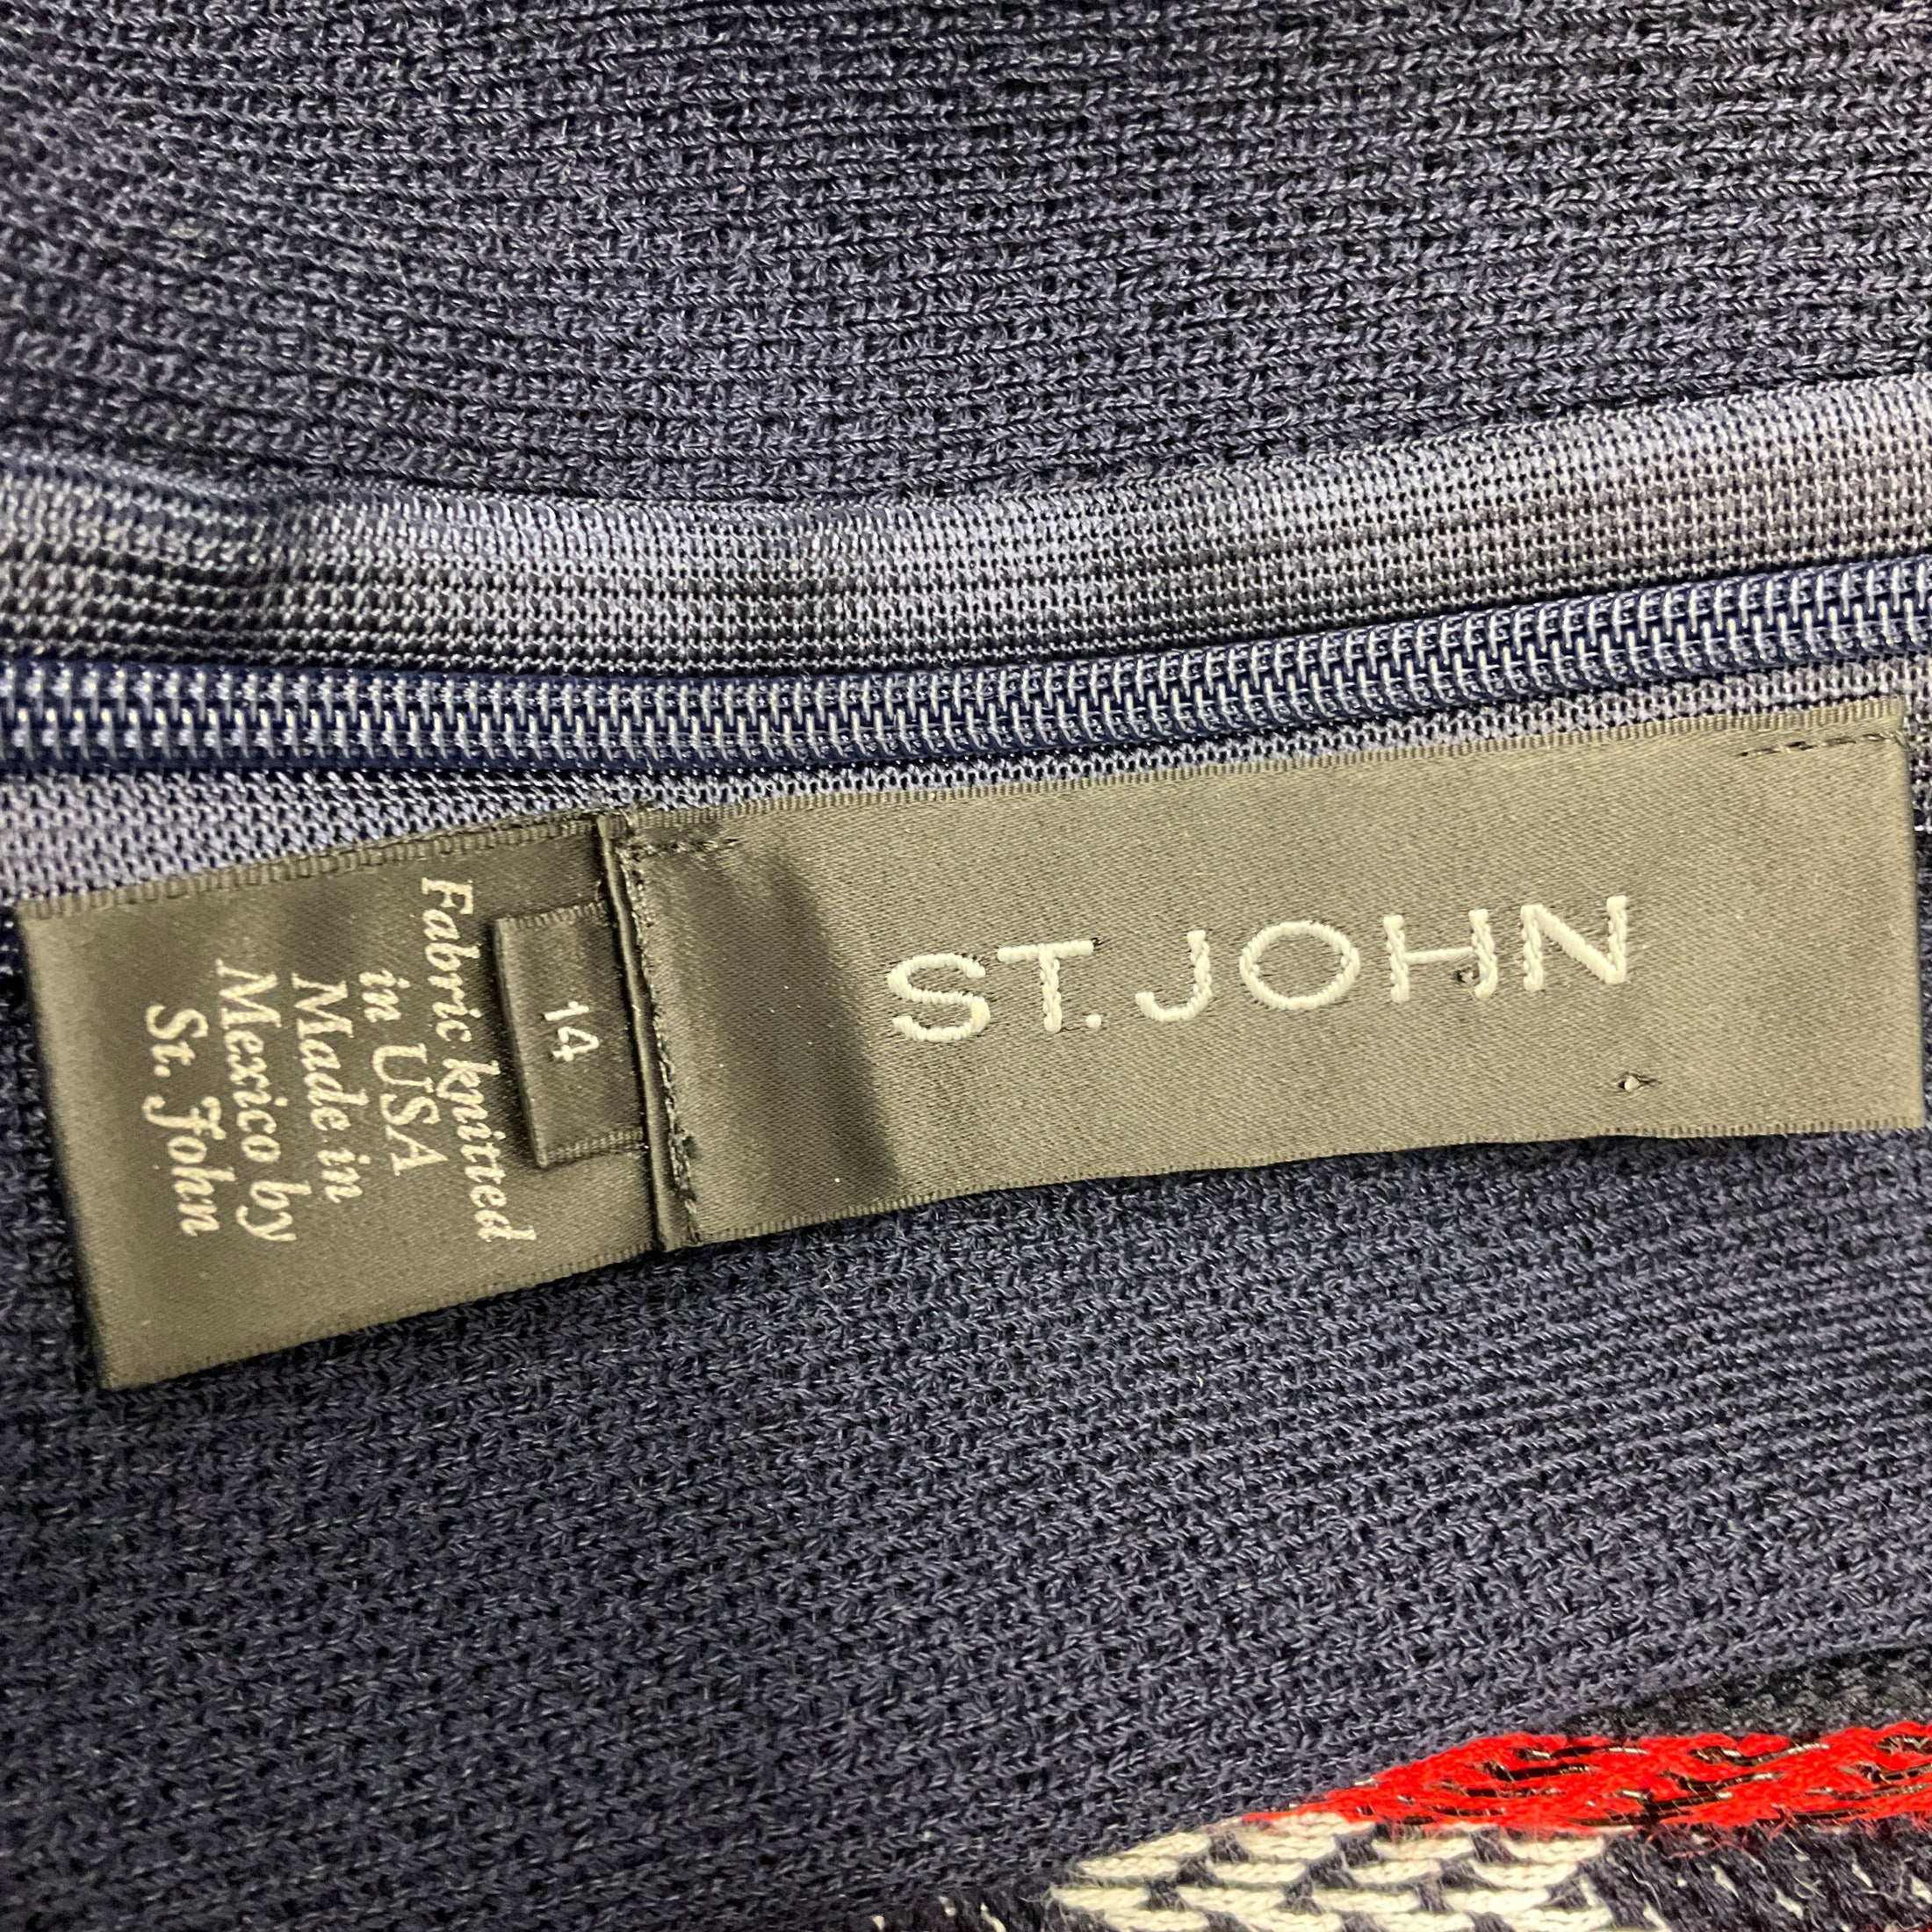 ST. JOHN
14
Fabric knitted
in USA
Made in
Mexico by
St. John